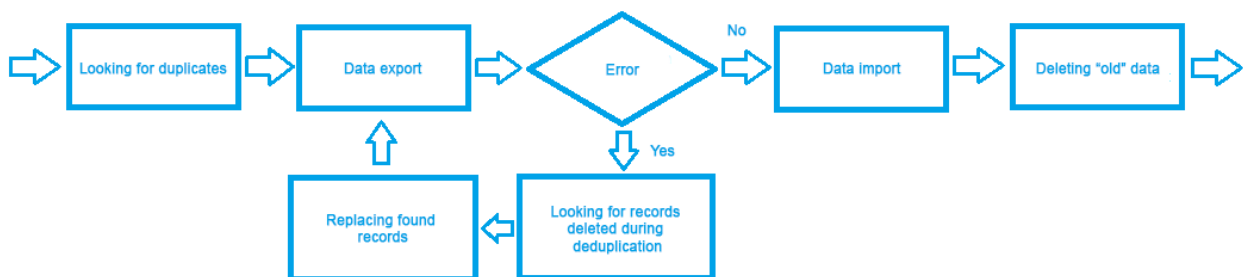 Looking for duplicates
Data export
Error
No
Data import
Deleting “old” data
Yes
Replacing found
records
Looking for records
deleted during
deduplication